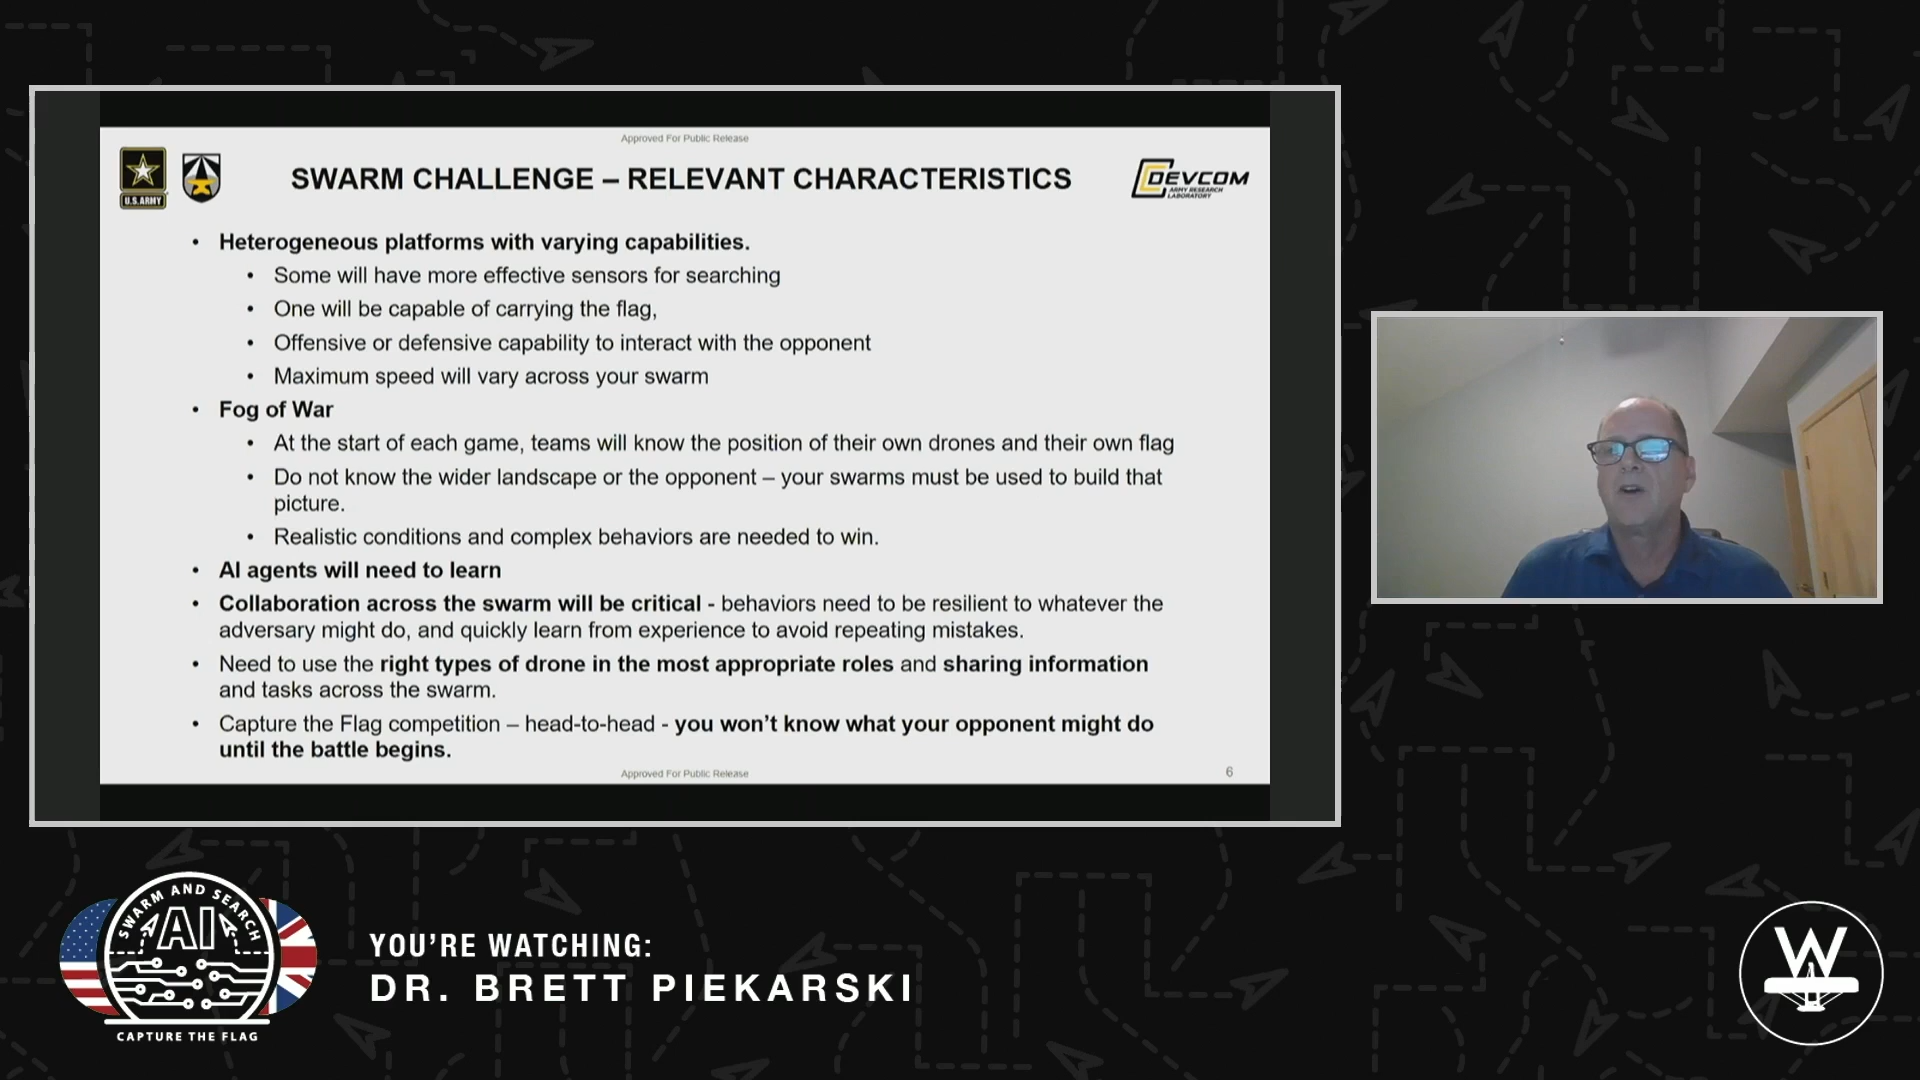 Approved For Public Release
U.S.ARMY
SWARM CHALLENGE – RELEVANT CHARACTERISTICS
DEVCOM
ARMY RESEARCH
LABORATORY
• Heterogeneous platforms with varying capabilities.
• Some will have more effective sensors for searching
• One will be capable of carrying the flag,
• Offensive or defensive capability to interact with the opponent
• Maximum speed will vary across your swarm
• Fog of War
• At the start of each game, teams will know the position of their own drones and their own flag
• Do not know the wider landscape or the opponent – your swarms must be used to build that
picture.
• Realistic conditions and complex behaviors are needed to win.
• AI agents will need to learn
• Collaboration across the swarm will be critical - behaviors need to be resilient to whatever the
adversary might do, and quickly learn from experience to avoid repeating mistakes.
• Need to use the right types of drone in the most appropriate roles and sharing information
and tasks across the swarm.
• Capture the Flag competition – head-to-head - you won't know what your opponent might do
until the battle begins.
Approved For Public Release
6
SWARM AND SEARCH
AI
CAPTURE THE FLAG
YOU'RE WATCHING:
DR. BRETT PIEKARSKI
W